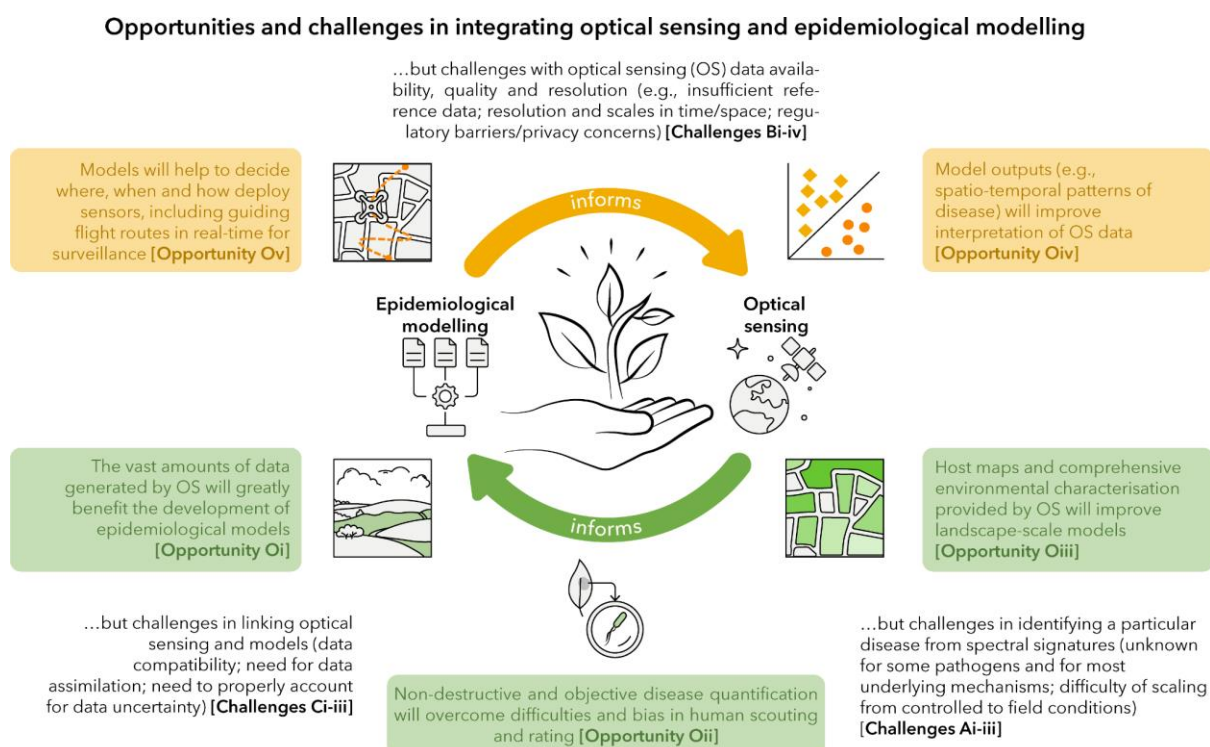 Opportunities and challenges in integrating optical sensing and epidemiological modelling
…but challenges with optical sensing (OS) data availa-
bility, quality and resolution (e.g., insufficient refe-
rence data; resolution and scales in time/space; regu-
latory barriers/privacy concerns) [Challenges Bi-iv]
Models will help to decide
where, when and how deploy
sensors, including guiding
flight routes in real-time for
surveillance [Opportunity Ov]
informs
Model outputs (e.g.,
spatio-temporal patterns of
disease) will improve
interpretation of OS data
[Opportunity Oiv]
Epidemiological
modelling
Optical
sensing
The vast amounts of data
generated by OS will greatly
benefit the development of
epidemiological models
[Opportunity Oi]
informs
Host maps and comprehensive
environmental characterisation
provided by OS will improve
landscape-scale models
[Opportunity Oiii]
…but challenges in linking optical
sensing and models (data
compatibility; need for data
assimilation; need to properly account
for data uncertainty) [Challenges Ci-iii]
Non-destructive and objective disease quantification
will overcome difficulties and bias in human scouting
and rating [Opportunity Oii]
…but challenges in identifying a particular
disease from spectral signatures (unknown
for some pathogens and for most
underlying mechanisms; difficulty of scaling
from controlled to field conditions)
[Challenges Ai-iii]